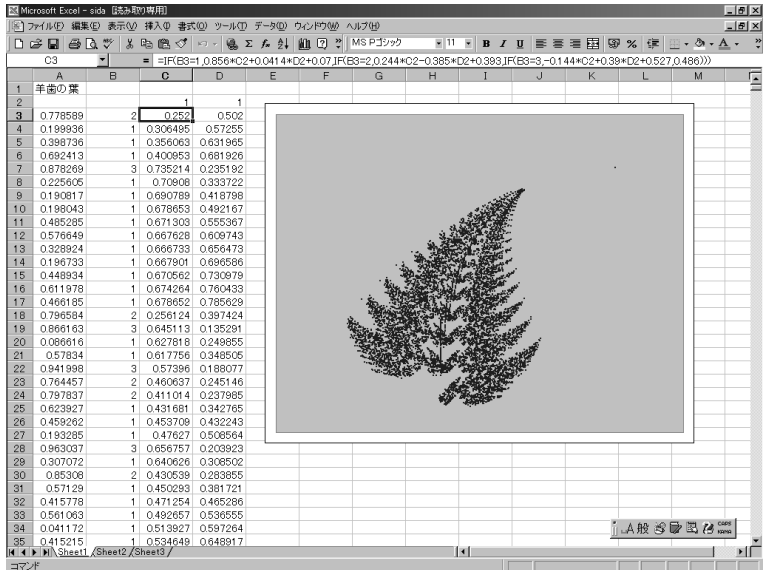 Microsoft Excel - sida [読み取り専用]
ファイル(F) 編集(E) 表示(V) 挿入(I) 書式(O) ツール(T) データ(D) ウィンドウ(W) ヘルプ(H)
MS Pゴシック 11 B I U
C3 = =IF(B3=1,0.856*C2+0.0414*D2+0.07,IF(B3=2,0.244*C2-0.385*D2+0.393,IF(B3=3,-0.144*C2+0.39*D2+0.527,0.486)))
A B C D E F G H I J K L M
1 羊歯の葉
2 1 1
3 0.778589 2 0.252 0.502
4 0.199936 1 0.306495 0.57255
5 0.398736 1 0.356063 0.631965
6 0.692413 1 0.400953 0.681926
7 0.878269 3 0.735214 0.235192
8 0.225605 1 0.70908 0.333722
9 0.190817 1 0.690789 0.418798
10 0.198043 1 0.678653 0.492167
11 0.485285 1 0.671303 0.555367
12 0.576649 1 0.667628 0.609743
13 0.328924 1 0.666733 0.656473
14 0.196733 1 0.667901 0.696586
15 0.448934 1 0.670562 0.730979
16 0.611978 1 0.674264 0.760433
17 0.466185 1 0.678652 0.785629
18 0.796584 2 0.256124 0.397424
19 0.866163 3 0.645113 0.135291
20 0.086616 1 0.627818 0.249855
21 0.57834 1 0.617756 0.348505
22 0.941998 3 0.57396 0.188077
23 0.764457 2 0.460637 0.245146
24 0.797837 2 0.411014 0.237985
25 0.623927 1 0.431681 0.342765
26 0.459262 1 0.453709 0.432243
27 0.193285 1 0.47627 0.508564
28 0.963037 3 0.656757 0.203923
29 0.307072 1 0.640626 0.308502
30 0.85308 2 0.430539 0.283855
31 0.57129 1 0.450293 0.381721
32 0.415778 1 0.471254 0.465286
33 0.561063 1 0.492657 0.536555
34 0.041172 1 0.513927 0.597264
35 0.415215 1 0.534649 0.648917
A 般 CAPS KANA
Sheet1 Sheet2 Sheet3
コマンド